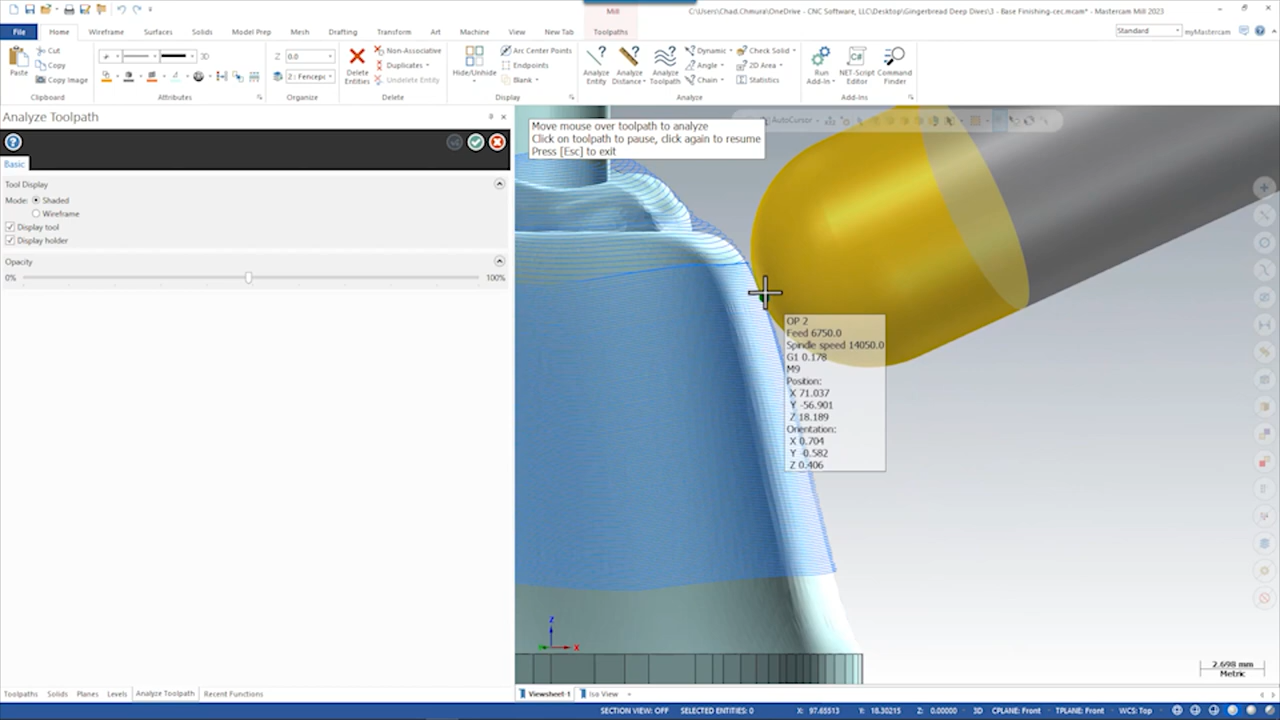 C:\Users\Chad.Chmura\OneDrive - CNC Software, LLC\Desktop\Gingerbread Deep Dives\3 - Base Finishing-cec.mcam* - Mastercam Mill 2023
Mill
File Home Wireframe Surfaces Solids Model Prep Mesh Drafting Transform Art Machine View New Tab Toolpaths
Standard myMastercam
Paste
Cut
Copy
Copy Image
Clipboard
3D
Attributes
Z 0.0
2 : Fencepo
Organize
Delete Entities
Non-Associative
Duplicates
Undelete Entity
Delete
Hide/Unhide
Arc Center Points
Endpoints
Blank
Display
Analyze Entity
Analyze Distance
Analyze Toolpath
Dynamic
Angle
Chain
Check Solid
2D Area
Statistics
Analyze
Run Add-In
NET-Script Editor
Command Finder
Add-Ins
Analyze Toolpath
Basic
Tool Display
Mode: Shaded
Wireframe
Display tool
Display holder
Opacity
0% 100%
AutoCursor
Move mouse over toolpath to analyze
Click on toolpath to pause, click again to resume
Press [Esc] to exit
OP 2
Feed 6750.0
Spindle speed 14050.0
G1 0.178
M9
Position:
X 71.037
Y -56.901
Z 18.189
Orientation:
X 0.704
Y -0.582
Z 0.406
Z
X
2.698 mm
Metric
Toolpaths Solids Planes Levels Analyze Toolpath Recent Functions
Viewsheet-1 Iso View
SECTION VIEW: OFF SELECTED ENTITIES: 0 X: 97.65513 Y: 18.30215 Z: 0.00000 3D CPLANE: Front TPLANE: Front WCS: Top